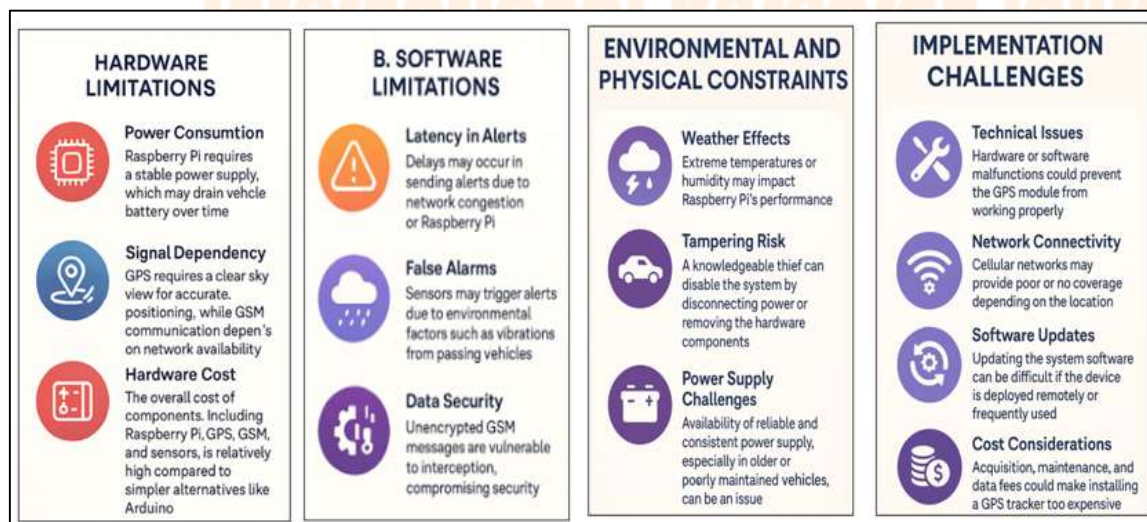 HARDWARE
LIMITATIONS
Power Consumtion
Raspberry Pi requires
a stable power supply,
which may drain vehcle
battery over time
Signal Dependency
GPS requires a clear sky
view for accurate.
positioning, while GSM
communication depen's
on network availability
Hardware Cost
The overall cost of
components. Including
Raspberry Pi, GPS, GSM,
and sensors, is relatively
high compared to
simpler alternatives like
Arduino
B. SOFTWARE
LIMITATIONS
Latency in Alerts
Delays may occur in
sending alerts due to
network congestion
or Raspberry Pi
False Alarms
Sensors may trigger alerts
due to environmental
factors such as vibrations
from passing vehicles
Data Security
Unencrypted GSM
messages are vulnerable
to interception,
compromising security
ENVIRONMENTAL AND
PHYSICAL CONSTRAINTS
Weather Effects
Extreme temperatures or
humidity may impact
Raspberry Pi's performance
Tampering Risk
A knowledgeable thief can
disable the system by
disconnecting power or
removing the hardware
components
Power Supply
Challenges
Availability of reliable and
consistent power supply,
especially in older or
poerly maintained vehicles,
can be an issue
IMPLEMENTATION
CHALLENGES
Technical Issues
Hardware or software
malfunctions could prevent
the GPS module from
working properly
Network Connectivity
Cellular networks may
provide poor or no coverage
depending on the location
Software Updates
Updating the system software
can be difficult if the device
is deployed remotely or
frequently used
Cost Considerations
Acquisition, maintenance, and
data fees could make installing
a GPS tracker too expensive